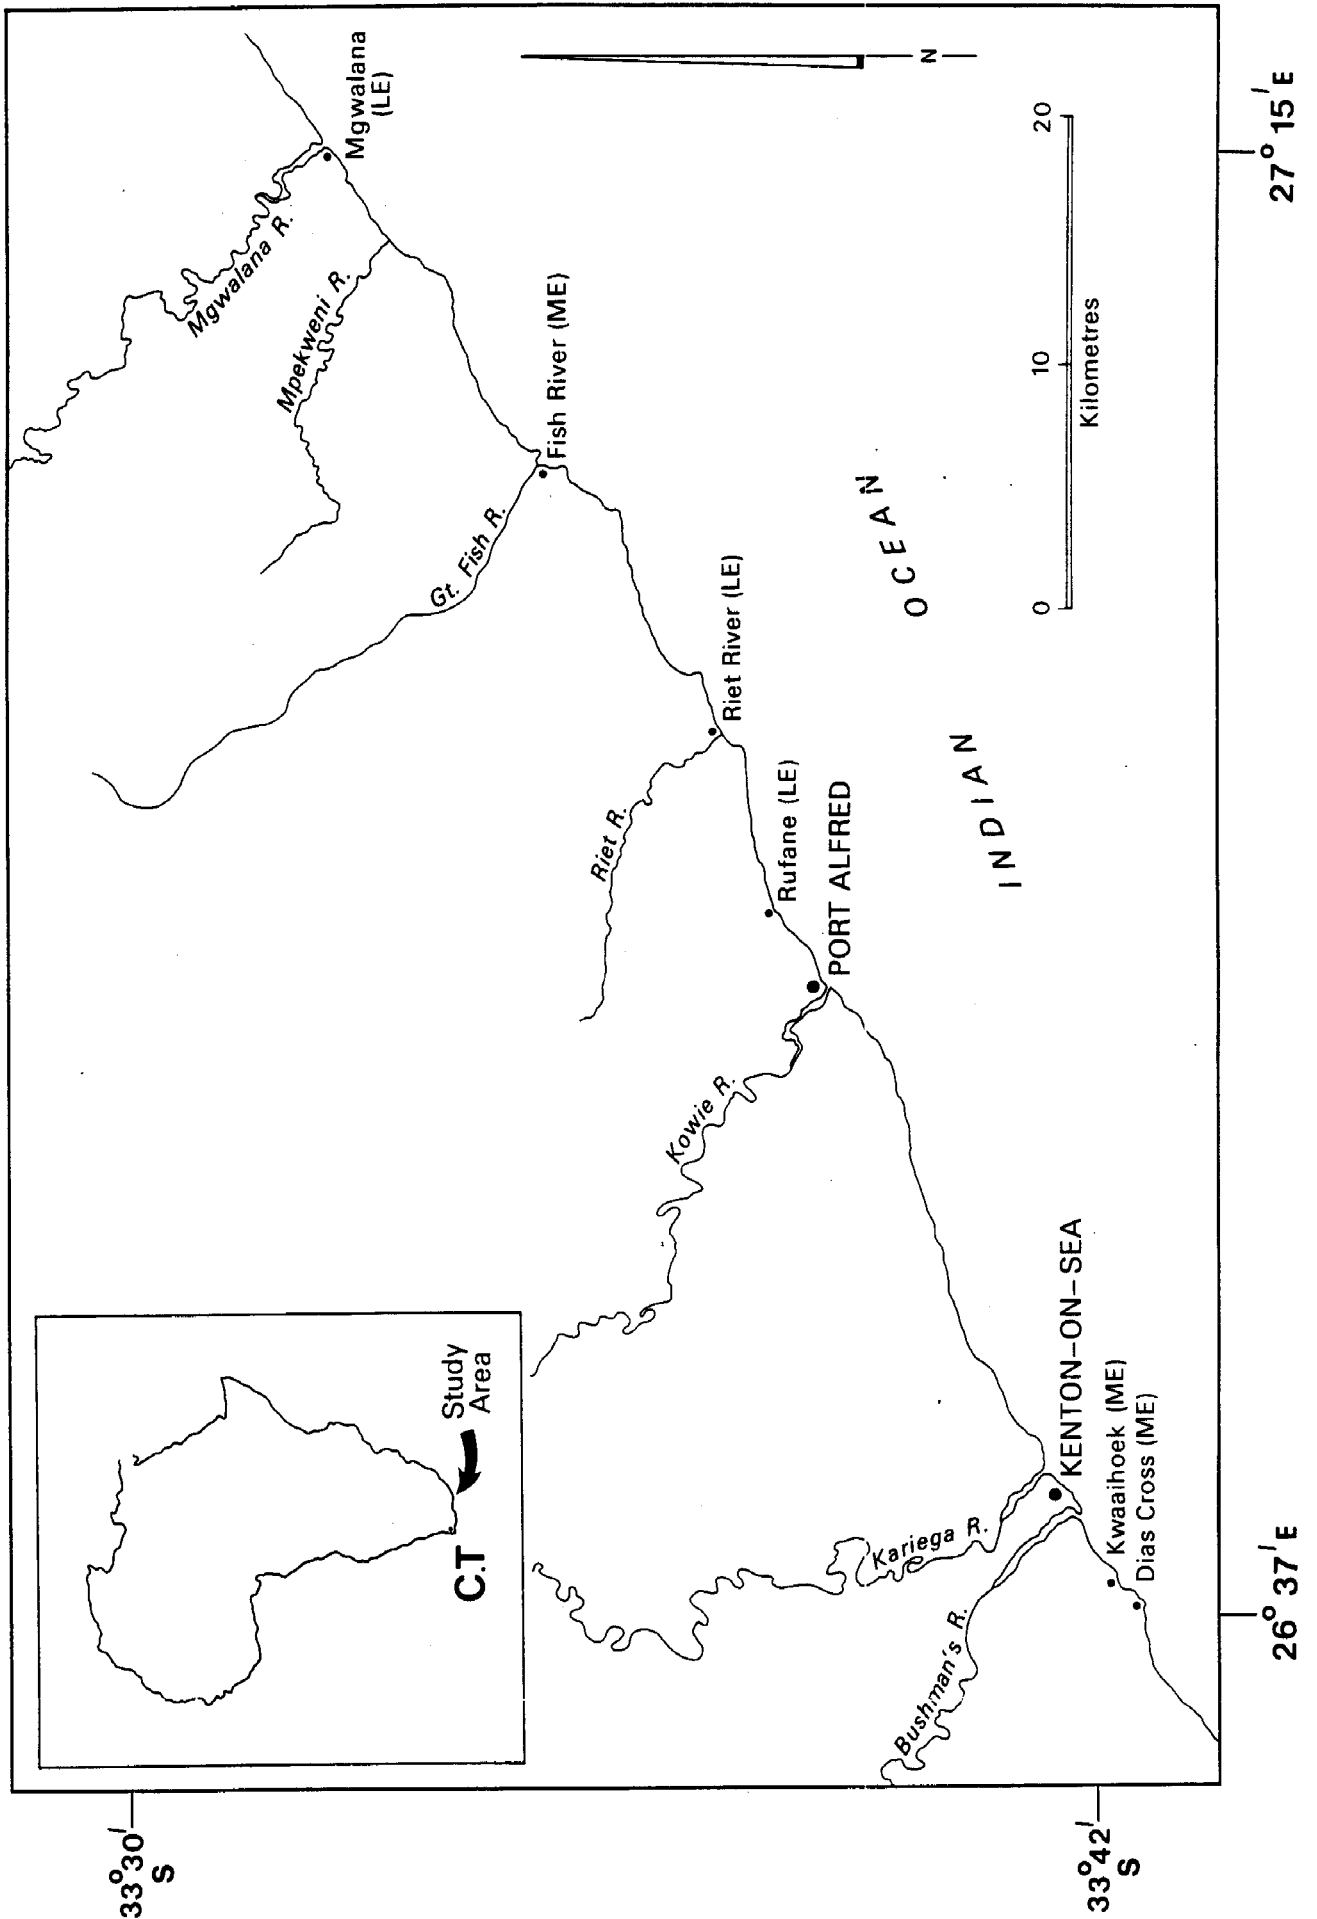 33°30'
S
33°42'
S
26°37' E
27°15' E
C.T
Study
Area
Mgwalana R.
Mgwalana
(LE)
Mpekweni R.
Gt. Fish R.
Fish River (ME)
Riet R.
Riet River (LE)
Rufane (LE)
PORT ALFRED
Kowie R.
Kariega R.
Bushman's R.
KENTON-ON-SEA
Kwaaihoek (ME)
Dias Cross (ME)
INDIAN OCEAN
N
0 10 20
Kilometres